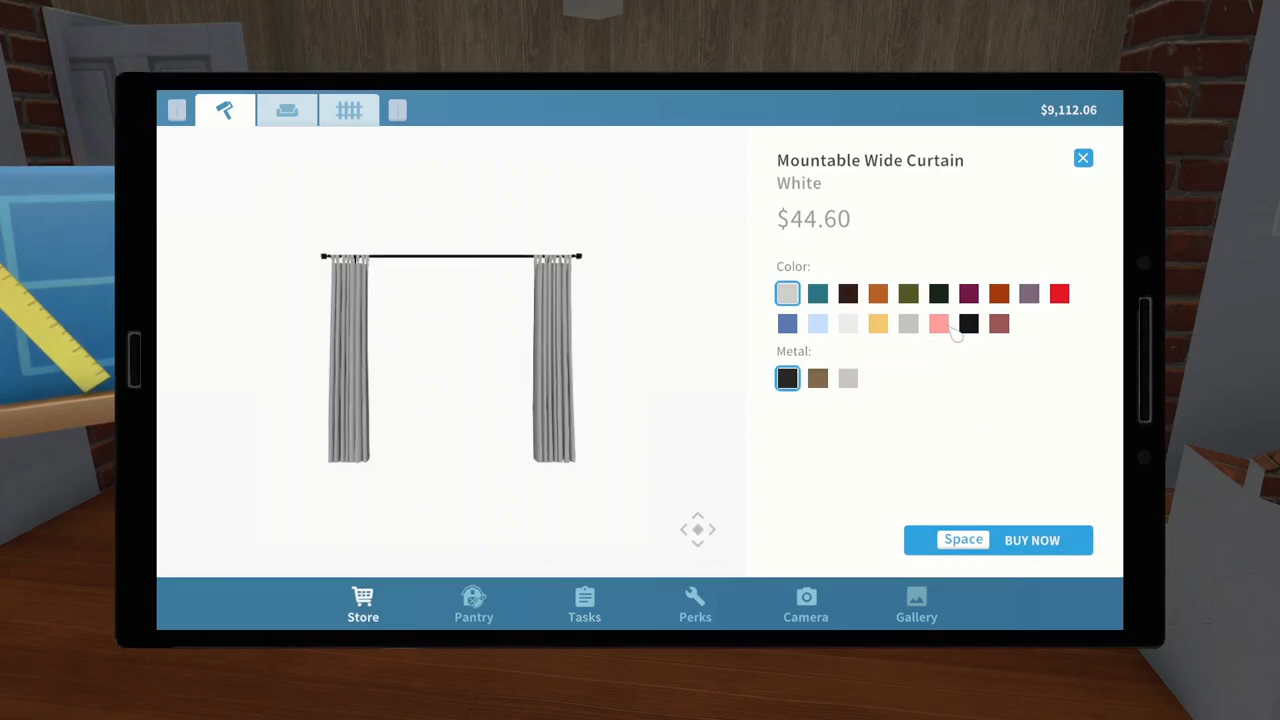 $9,112.06
Mountable Wide Curtain
White
$44.60
Color:
Metal:
Space BUY NOW
Store Pantry Tasks Perks Camera Gallery